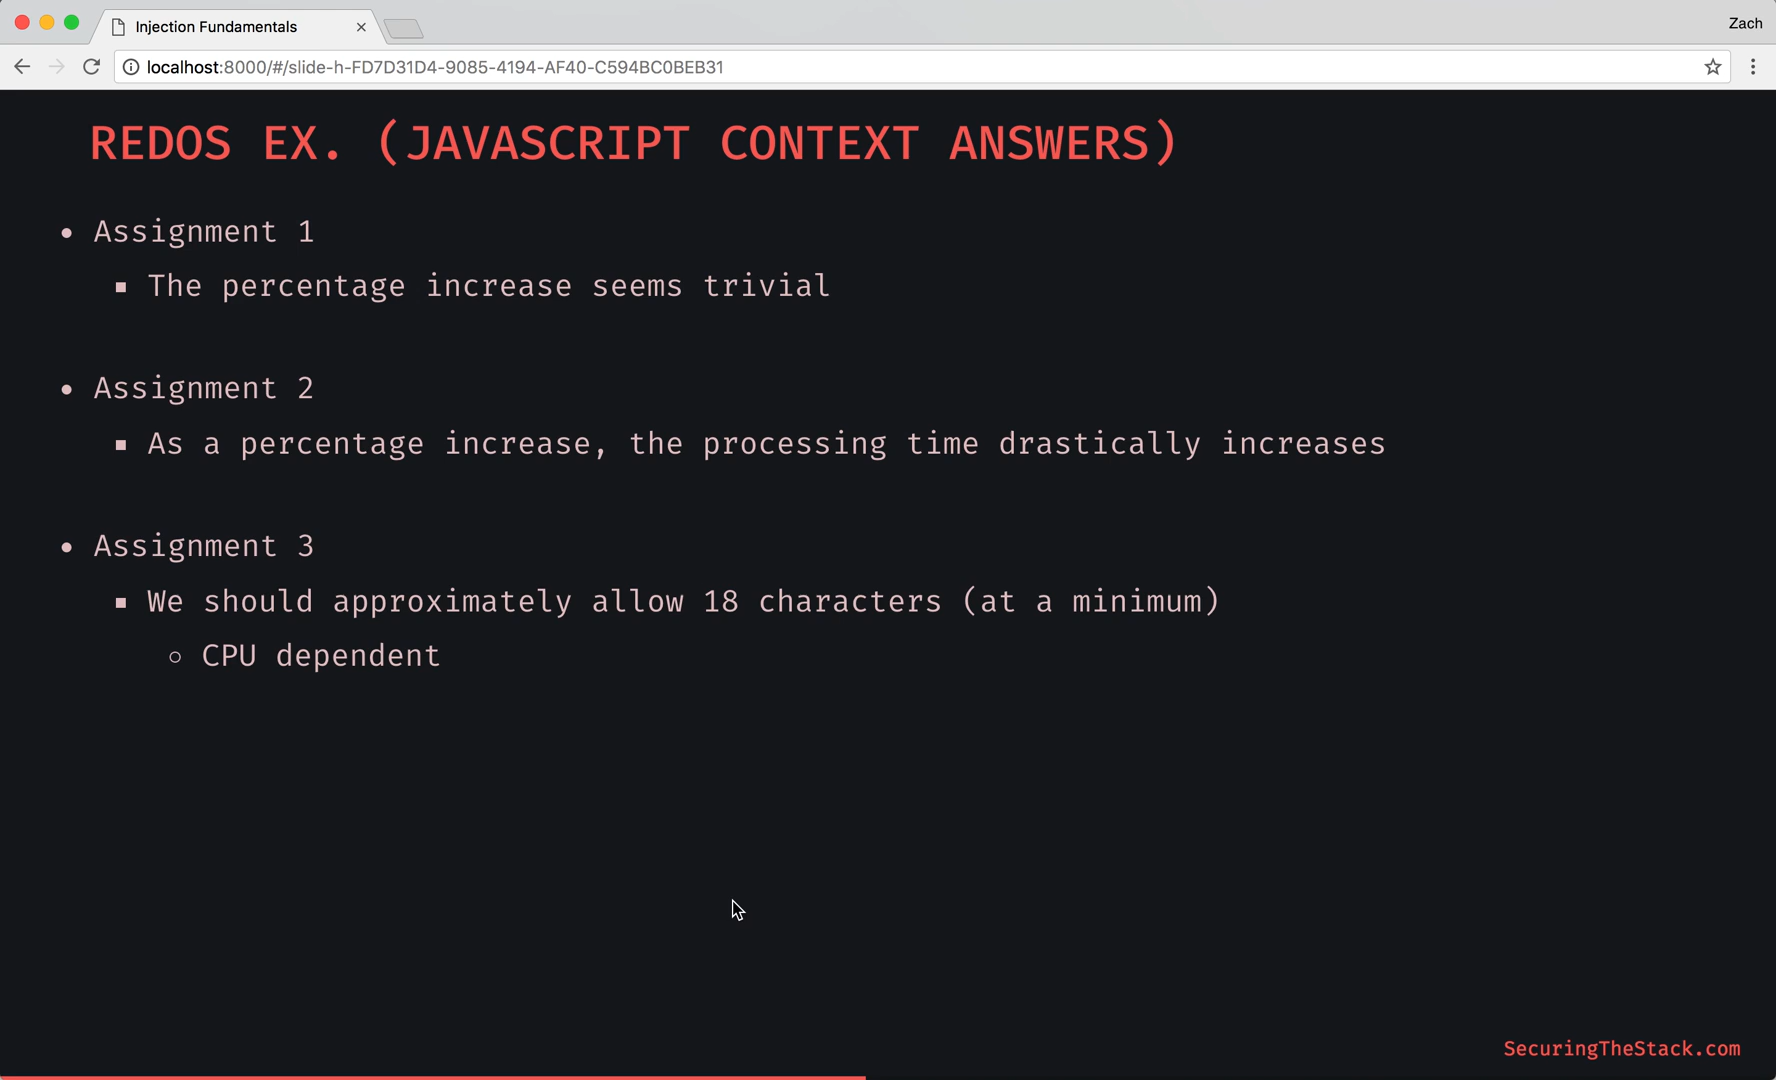 Injection Fundamentals
Zach
localhost:8000/#/slide-h-FD7D31D4-9085-4194-AF40-C594BC0BEB31
REDOS EX. (JAVASCRIPT CONTEXT ANSWERS)
• Assignment 1
▪ The percentage increase seems trivial
• Assignment 2
▪ As a percentage increase, the processing time drastically increases
• Assignment 3
▪ We should approximately allow 18 characters (at a minimum)
○ CPU dependent
SecuringTheStack.com